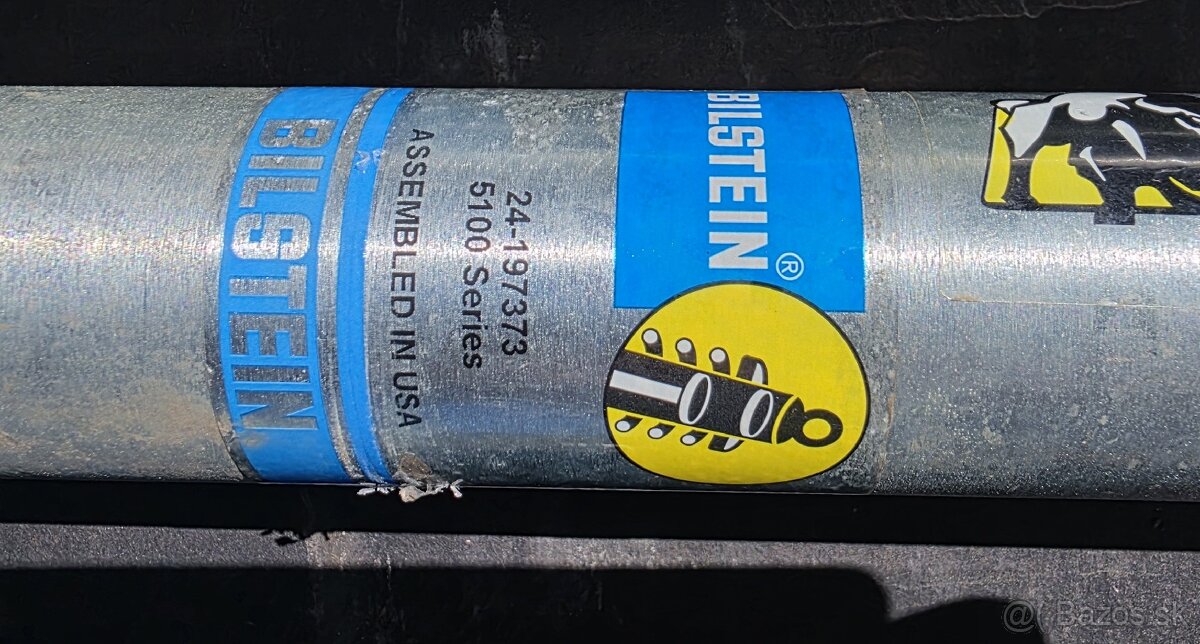 BILSTEIN
ASSEMBLED IN USA
24-197373
5100 Series
BILSTEIN®
Bazos.sk